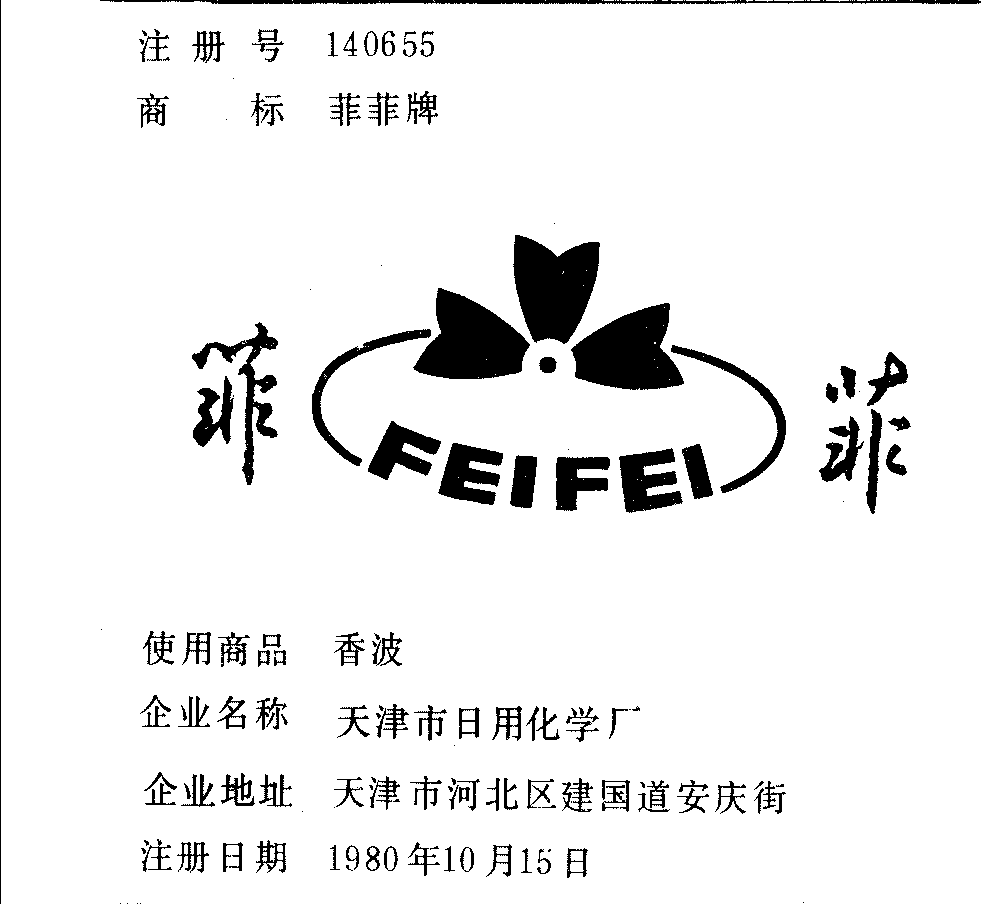 注册号 140655
商标 菲菲牌
菲 菲
FEIFEI
使用商品 香波
企业名称 天津市日用化学厂
企业地址 天津市河北区建国道安庆街
注册日期 1980年10月15日